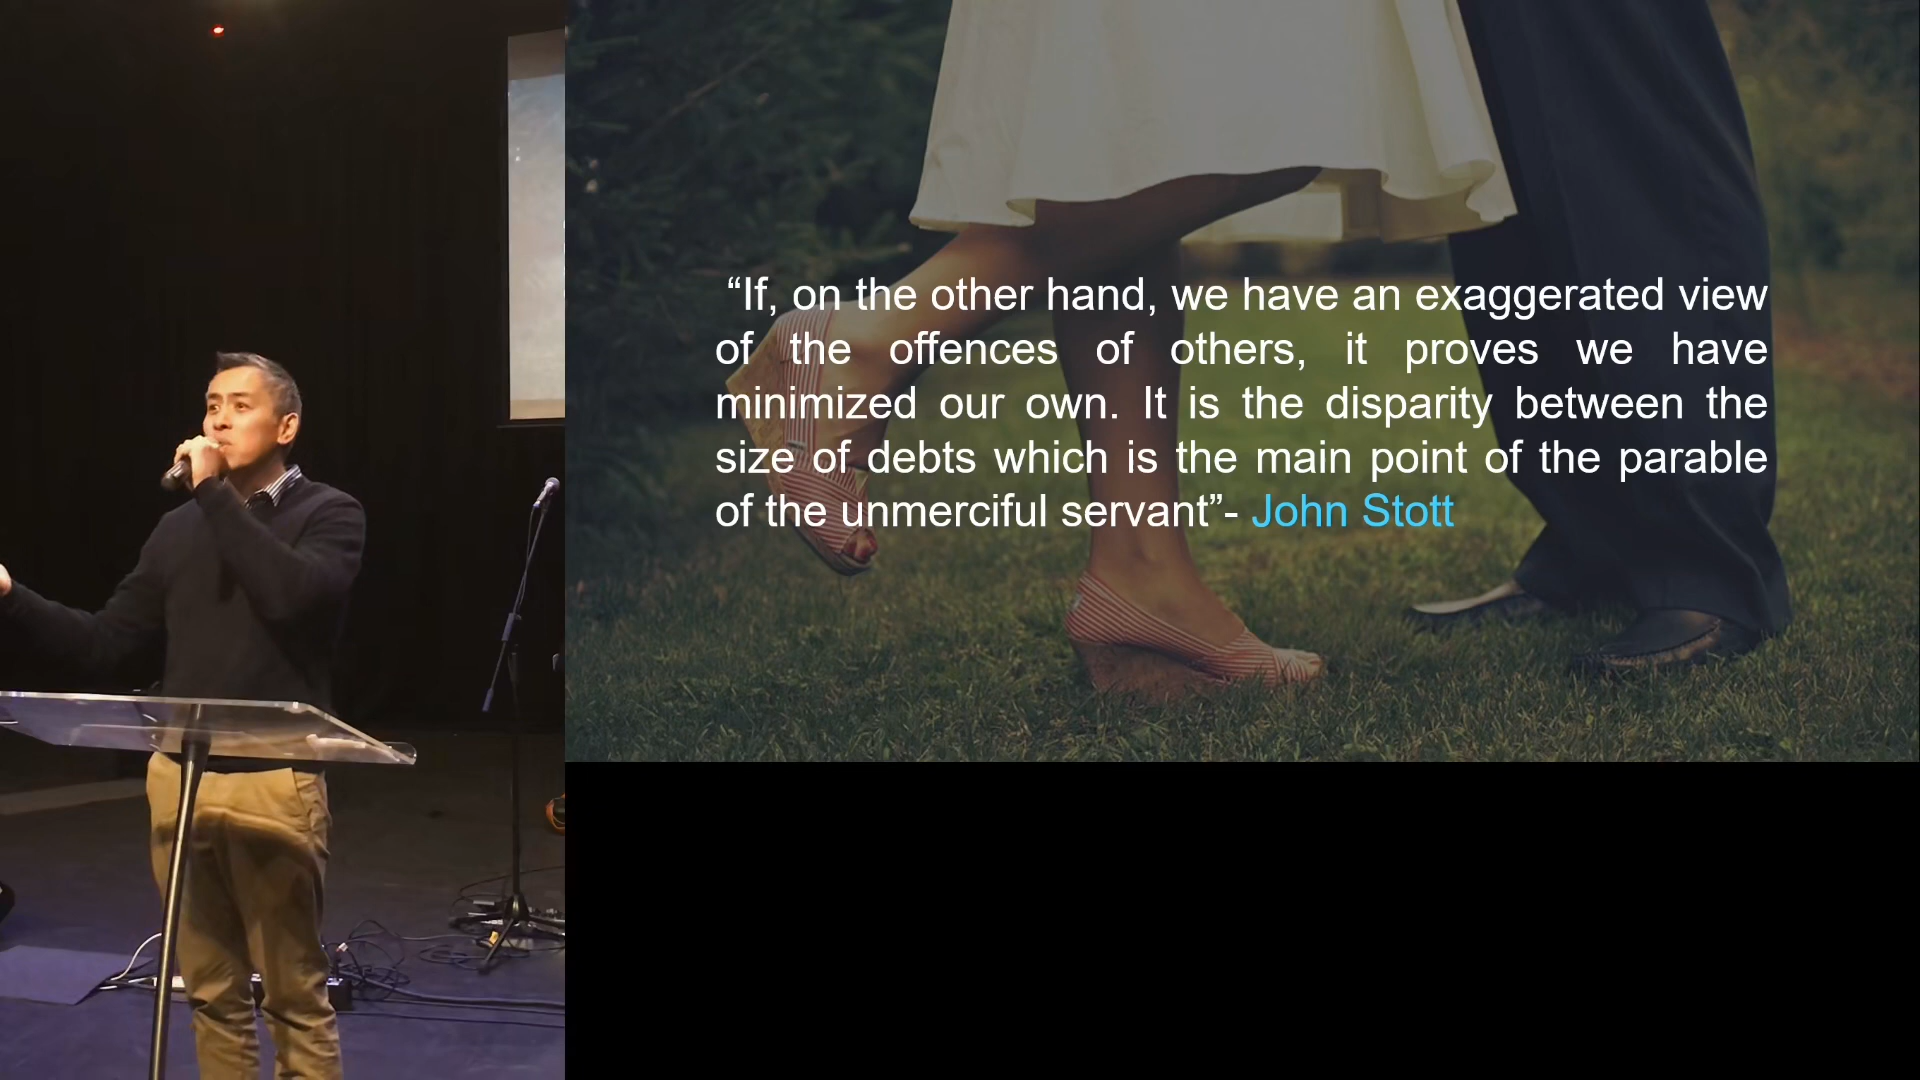 “If, on the other hand, we have an exaggerated view
of the offences of others, it proves we have
minimized our own. It is the disparity between the
size of debts which is the main point of the parable
of the unmerciful servant”- John Stott